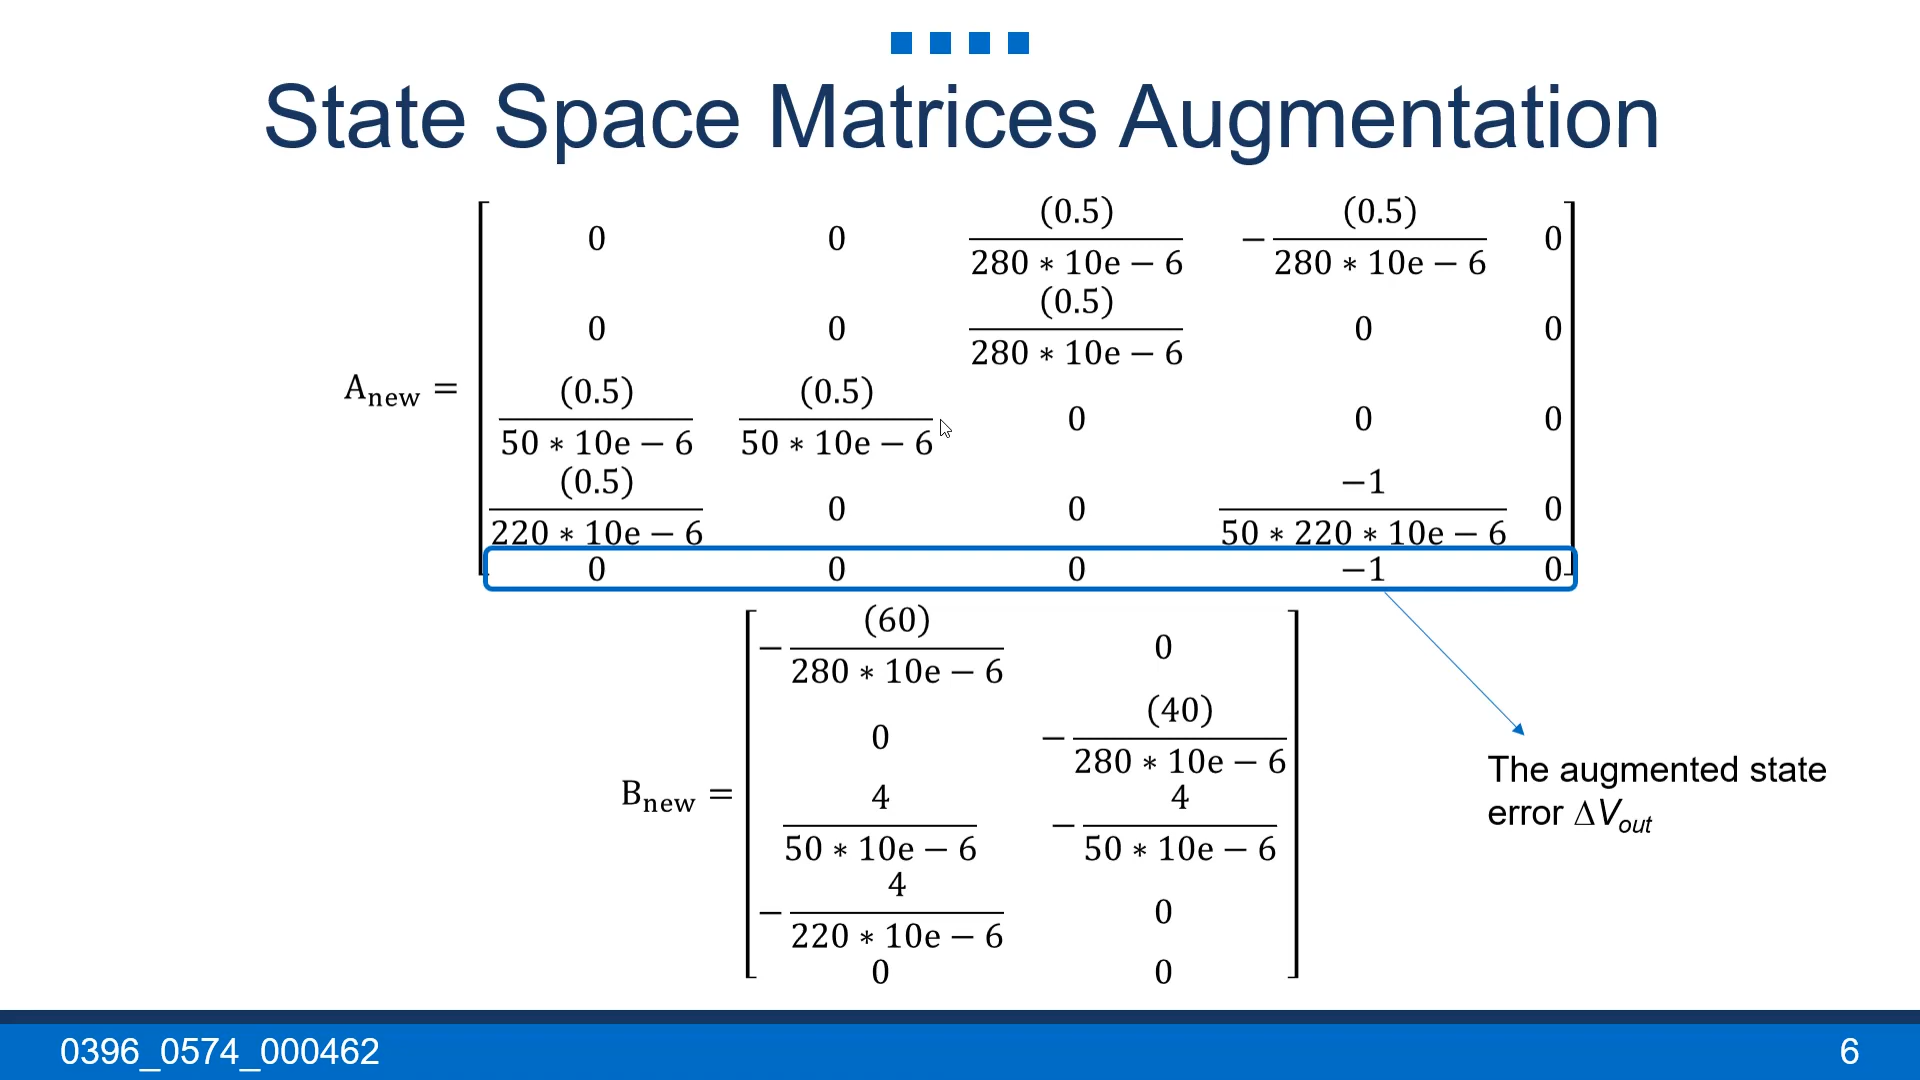 State Space Matrices Augmentation
(0.5) (0.5)
0 0 — — — 0
280 ∗ 10e − 6 280 ∗ 10e − 6
(0.5)
0 0 — 0 0
280 ∗ 10e − 6
A_new =
(0.5) (0.5)
— — 0 0 0
50 ∗ 10e − 6 50 ∗ 10e − 6
(0.5) −1
— 0 0 — 0
220 ∗ 10e − 6 50 ∗ 220 ∗ 10e − 6
0 0 0 −1 0
(60)
− — 0
280 ∗ 10e − 6
(40)
0 − —
280 ∗ 10e − 6
B_new =
4 4
— − —
50 ∗ 10e − 6 50 ∗ 10e − 6
4
− — 0
220 ∗ 10e − 6
0 0
The augmented state
error ΔV_out
0396_0574_000462
6